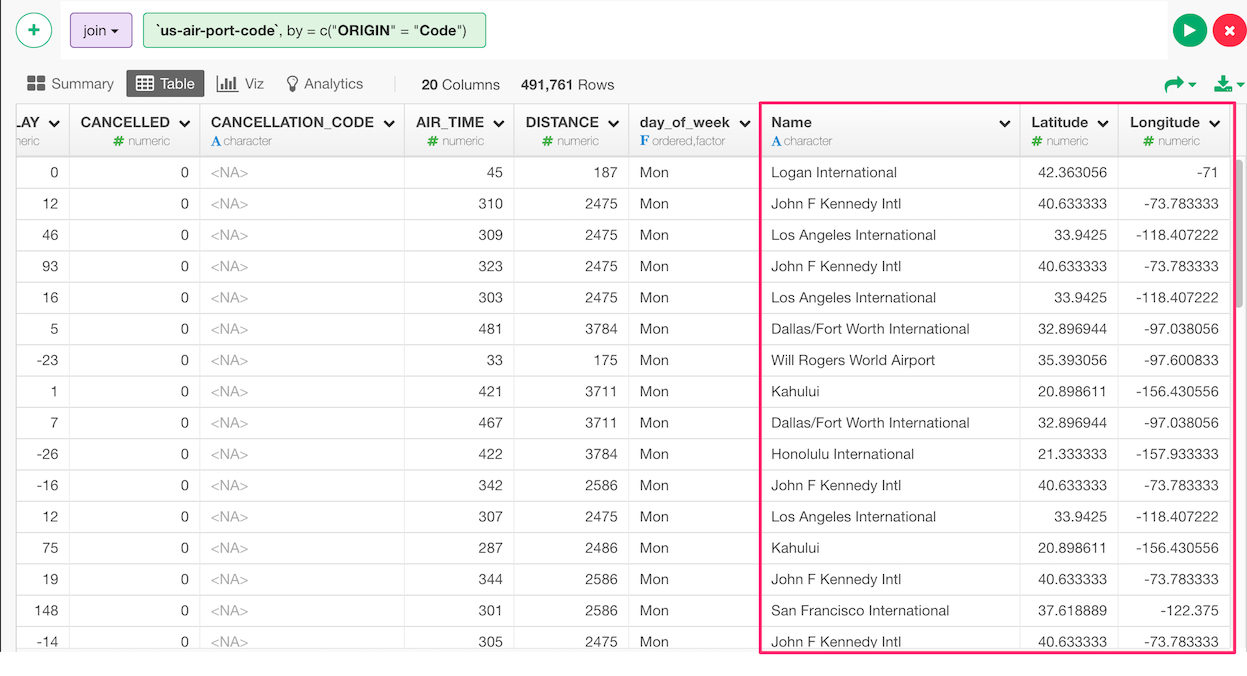 + join `us-air-port-code`, by = c("ORIGIN" = "Code")
Summary Table Viz Analytics 20 Columns 491,761 Rows
LAY CANCELLED CANCELLATION_CODE AIR_TIME DISTANCE day_of_week Name Latitude Longitude
neric # numeric A character # numeric # numeric F ordered,factor A character # numeric # numeric
0 0 <NA> 45 187 Mon Logan International 42.363056 -71
12 0 <NA> 310 2475 Mon John F Kennedy Intl 40.633333 -73.783333
46 0 <NA> 309 2475 Mon Los Angeles International 33.9425 -118.407222
93 0 <NA> 323 2475 Mon John F Kennedy Intl 40.633333 -73.783333
16 0 <NA> 303 2475 Mon Los Angeles International 33.9425 -118.407222
5 0 <NA> 481 3784 Mon Dallas/Fort Worth International 32.896944 -97.038056
-23 0 <NA> 33 175 Mon Will Rogers World Airport 35.393056 -97.600833
1 0 <NA> 421 3711 Mon Kahului 20.898611 -156.430556
7 0 <NA> 467 3711 Mon Dallas/Fort Worth International 32.896944 -97.038056
-26 0 <NA> 422 3784 Mon Honolulu International 21.333333 -157.933333
-16 0 <NA> 342 2586 Mon John F Kennedy Intl 40.633333 -73.783333
12 0 <NA> 307 2475 Mon Los Angeles International 33.9425 -118.407222
75 0 <NA> 287 2486 Mon Kahului 20.898611 -156.430556
19 0 <NA> 344 2586 Mon John F Kennedy Intl 40.633333 -73.783333
148 0 <NA> 301 2586 Mon San Francisco International 37.618889 -122.375
-14 0 <NA> 305 2475 Mon John F Kennedy Intl 40.633333 -73.783333